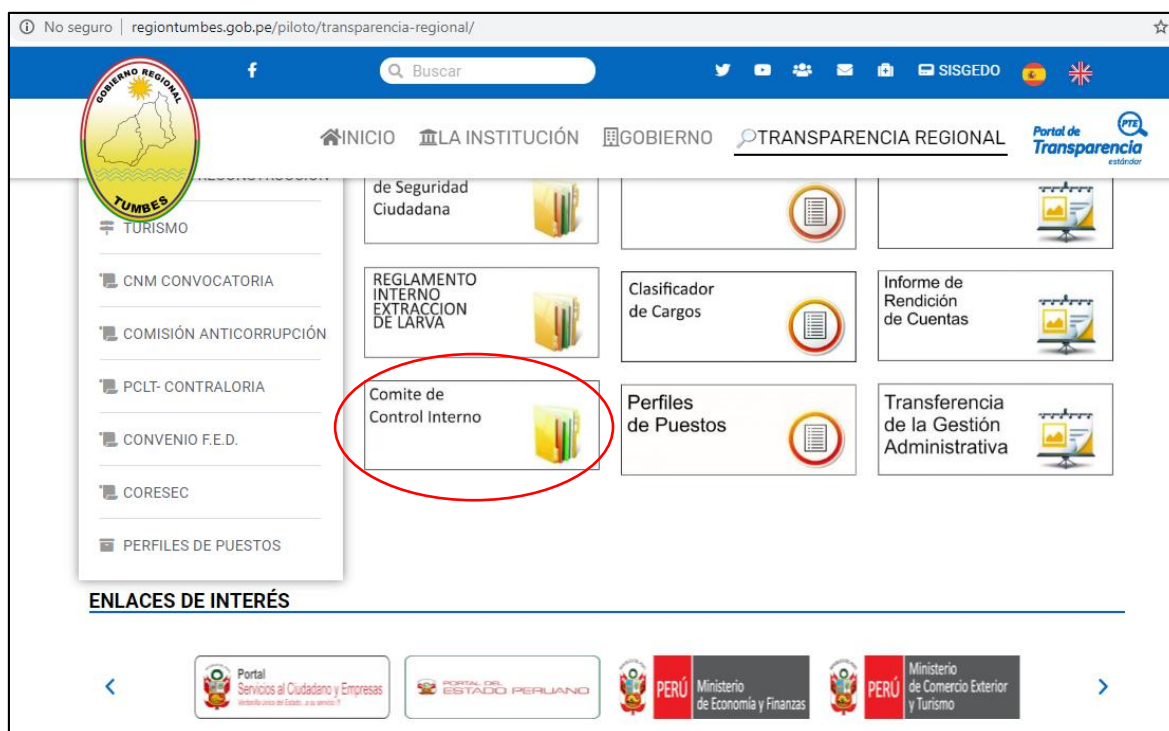 No seguro | regiontumbes.gob.pe/piloto/transparencia-regional/
GOBIERNO REGIONAL
TUMBES
f
Buscar
SISGEDO
INICIO
LA INSTITUCIÓN
GOBIERNO
TRANSPARENCIA REGIONAL
Portal de
Transparencia
estándar
PTE
RECONSTRUCCIÓN
TURISMO
CNM CONVOCATORIA
COMISIÓN ANTICORRUPCIÓN
PCLT- CONTRALORIA
CONVENIO F.E.D.
CORESEC
PERFILES DE PUESTOS
de Seguridad
Ciudadana
REGLAMENTO
INTERNO
EXTRACCION
DE LARVA
Clasificador
de Cargos
Informe de
Rendición
de Cuentas
Comite de
Control Interno
Perfiles
de Puestos
Transferencia
de la Gestión
Administrativa
ENLACES DE INTERÉS
Portal
Servicios al Ciudadano y Empresas
PORTAL DEL
ESTADO PERUANO
PERÚ
Ministerio
de Economía y Finanzas
PERÚ
Ministerio
de Comercio Exterior
y Turismo